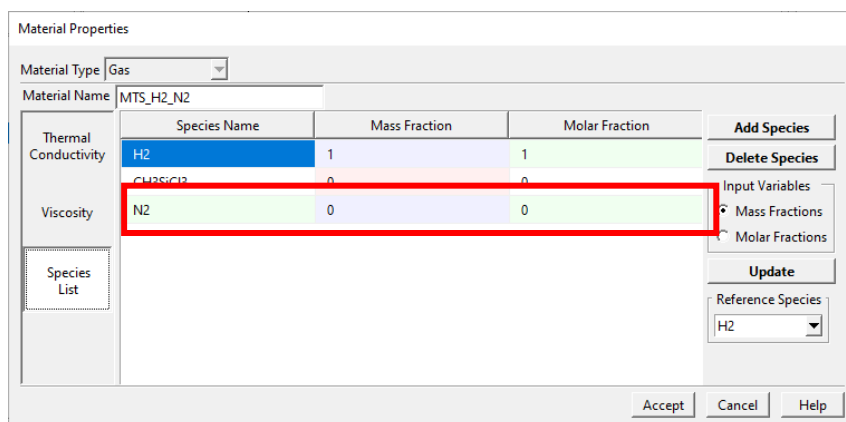 Material Properties
Material Type Gas
Material Name MTS_H2_N2
Thermal
Conductivity
Viscosity
Species
List
Species Name Mass Fraction Molar Fraction
H2 1 1
CH3SiCl3 0 0
N2 0 0
Add Species
Delete Species
Input Variables
Mass Fractions
Molar Fractions
Update
Reference Species
H2
Accept Cancel Help